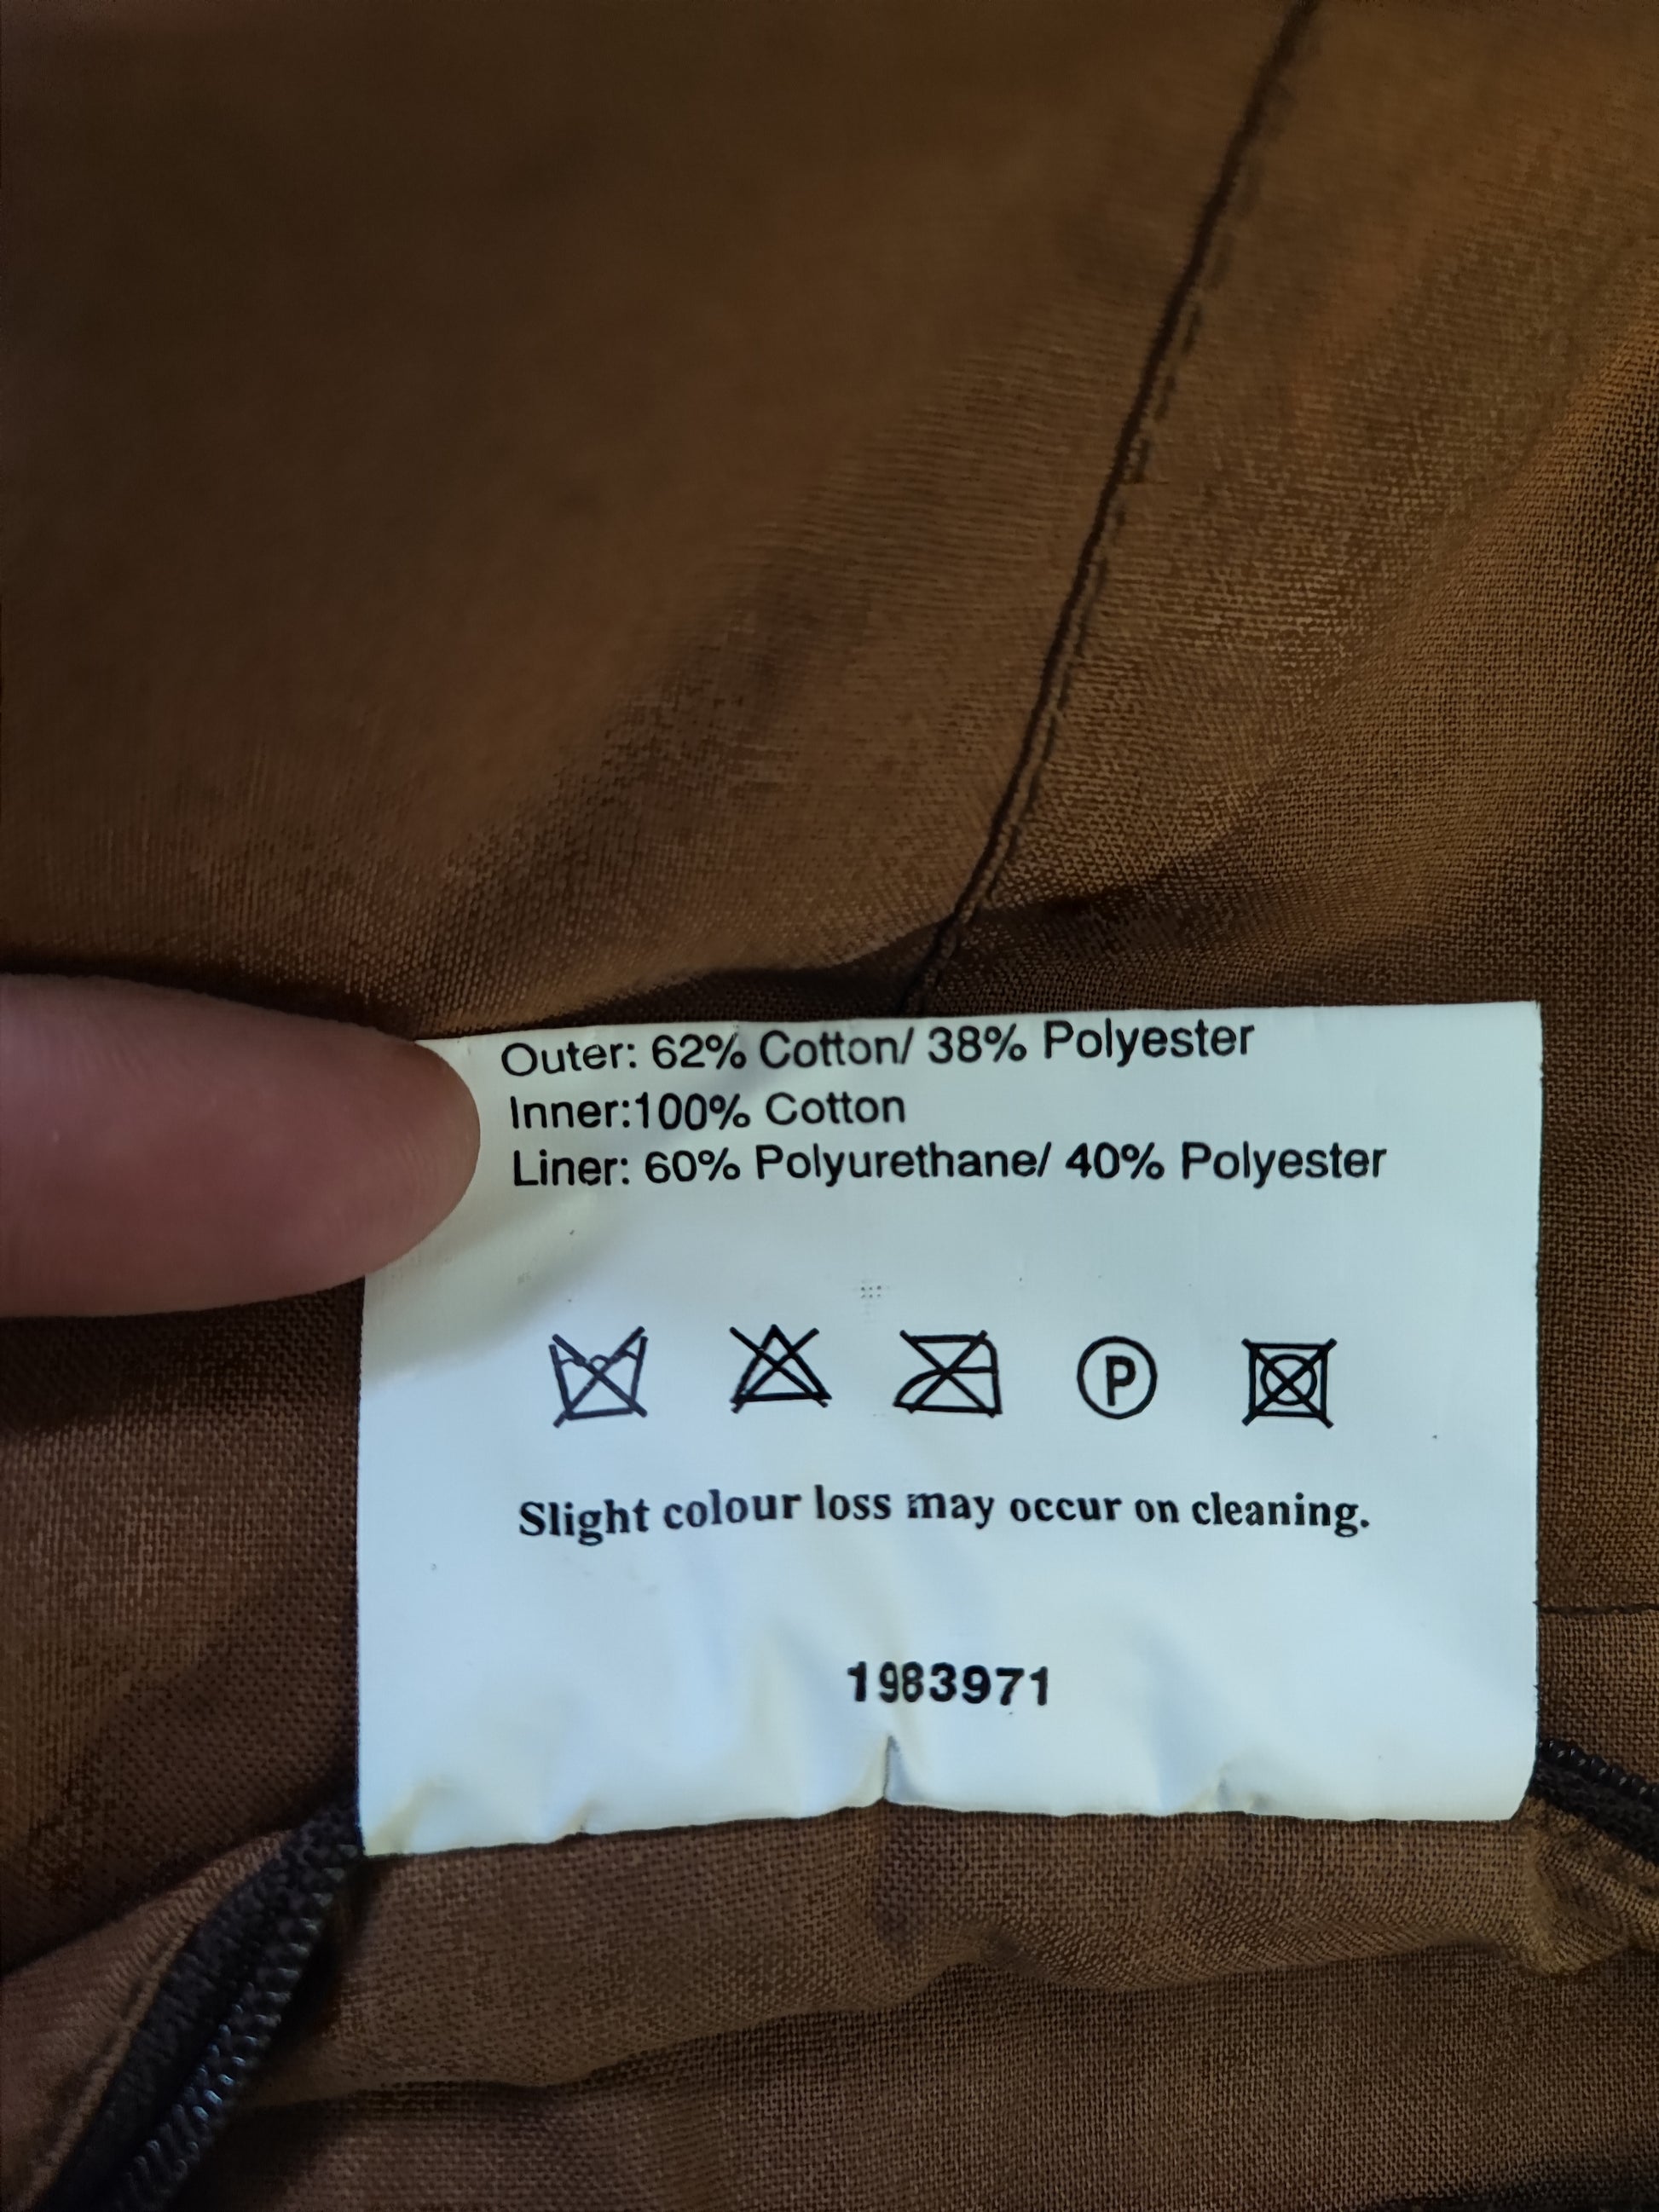 Outer: 62% Cotton/ 38% Polyester
Inner:100% Cotton
Liner: 60% Polyurethane/ 40% Polyester
P
Slight colour loss may occur on cleaning.
1983971